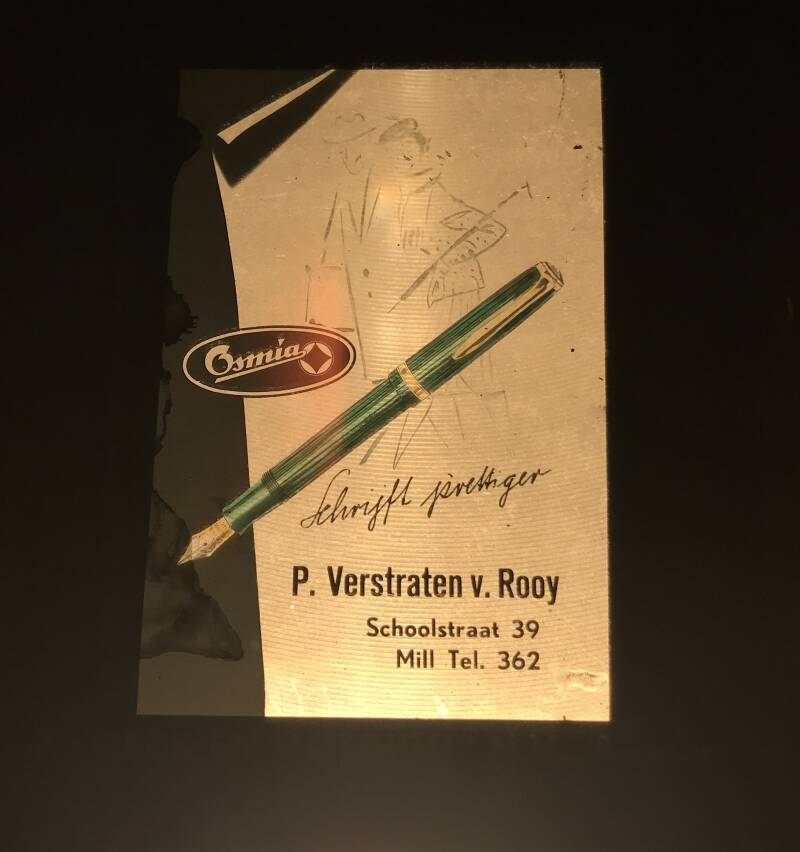 Osmia
Schrijft prettiger
P. Verstraten v. Rooy
Schoolstraat 39
Mill Tel. 362